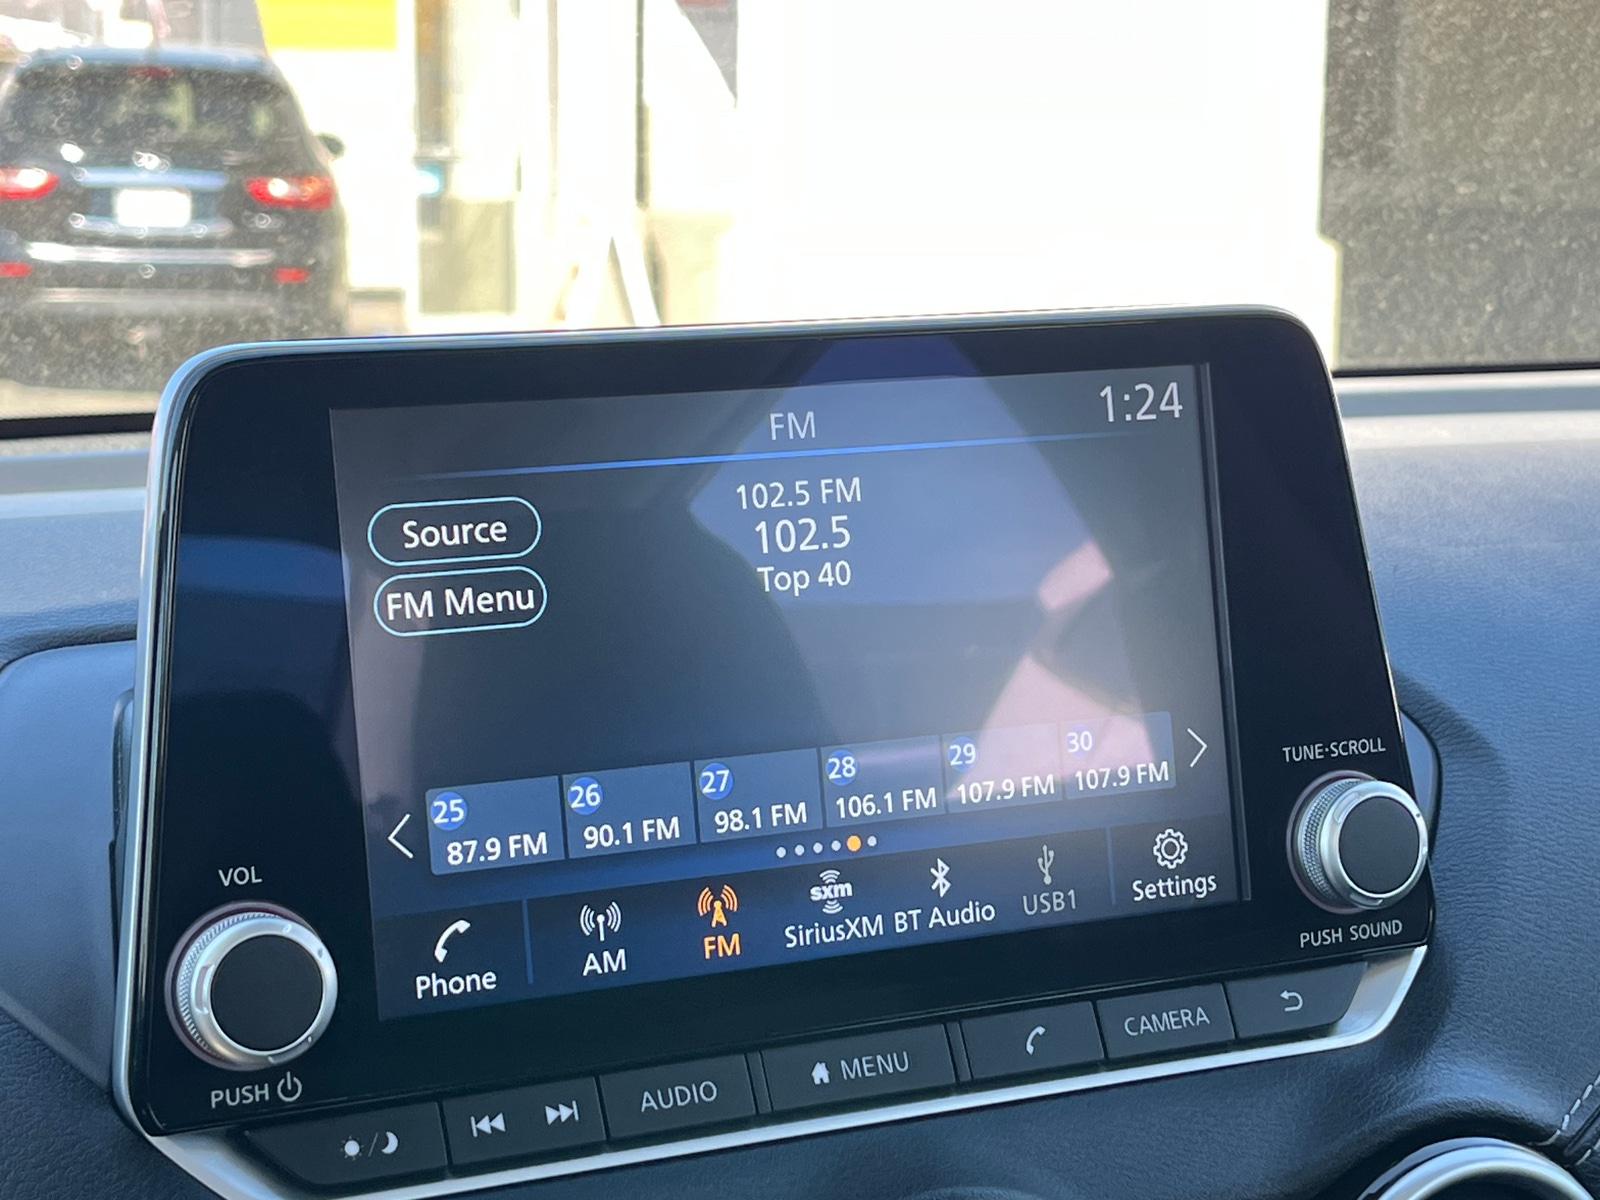 FM
1:24
Source
FM Menu
102.5 FM
102.5
Top 40
25
87.9 FM
26
90.1 FM
27
98.1 FM
28
106.1 FM
29
107.9 FM
30
107.9 FM
Phone
AM
FM
sxm
SiriusXM
BT Audio
USB1
Settings
VOL
PUSH
TUNE·SCROLL
PUSH SOUND
AUDIO
MENU
CAMERA